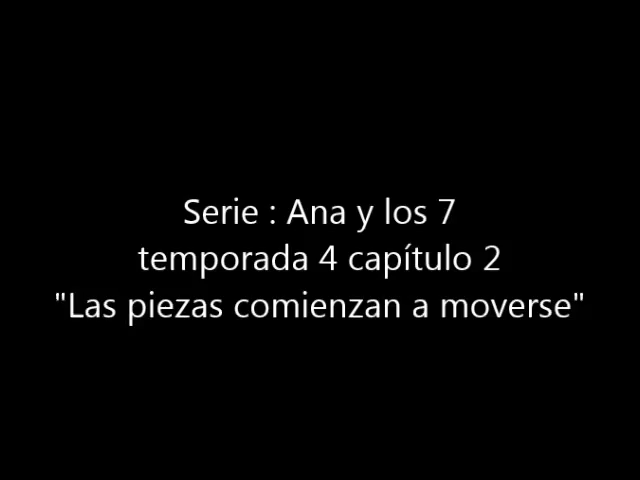 Serie : Ana y los 7
temporada 4 capítulo 2
"Las piezas comienzan a moverse"